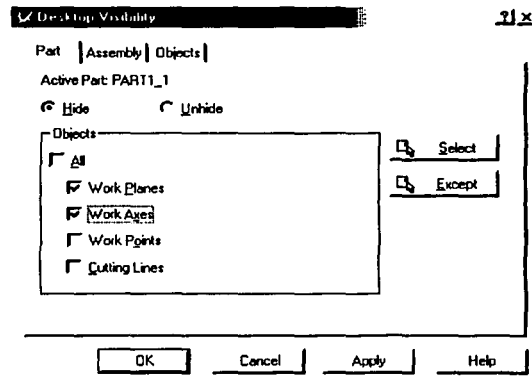 Desktop Visibility
Part Assembly Objects
Active Part: PART1_1
Hide Unhide
Objects
All
Work Planes
Work Axes
Work Points
Cutting Lines
Select
Except
OK Cancel Apply Help